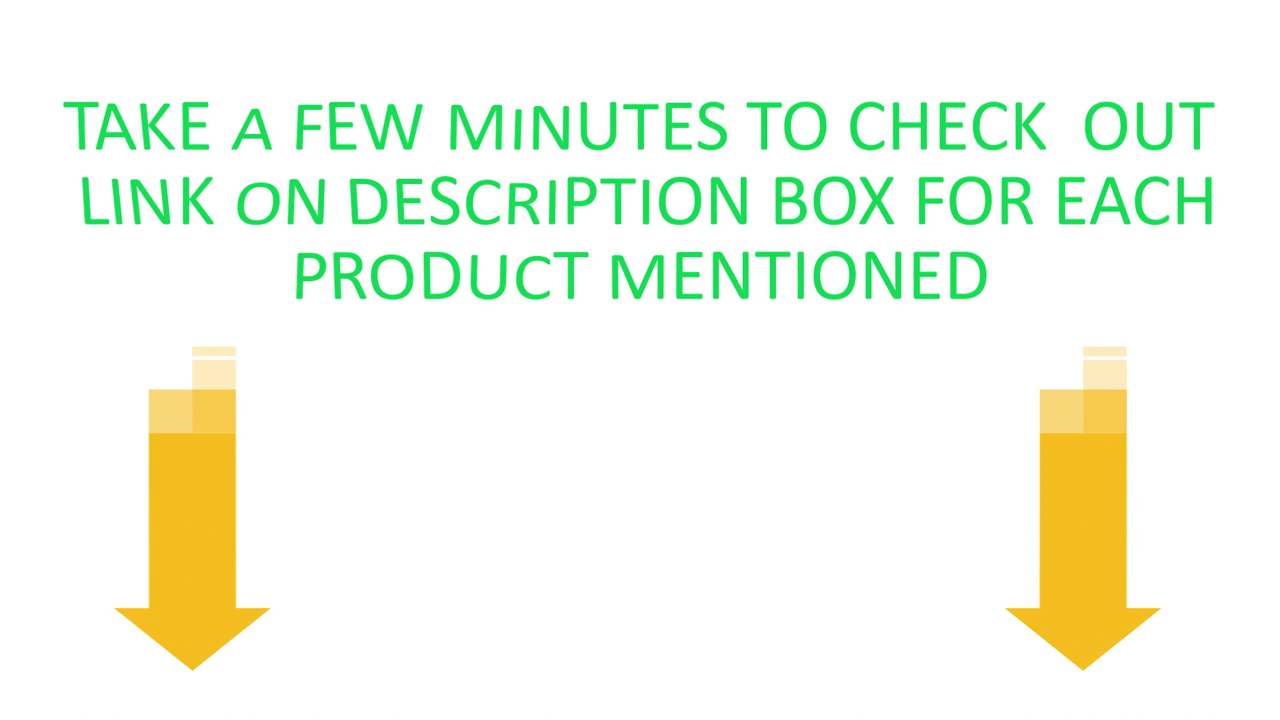 TAKE A FEW MINUTES TO CHECK OUT
LINK ON DESCRIPTION BOX FOR EACH
PRODUCT MENTIONED